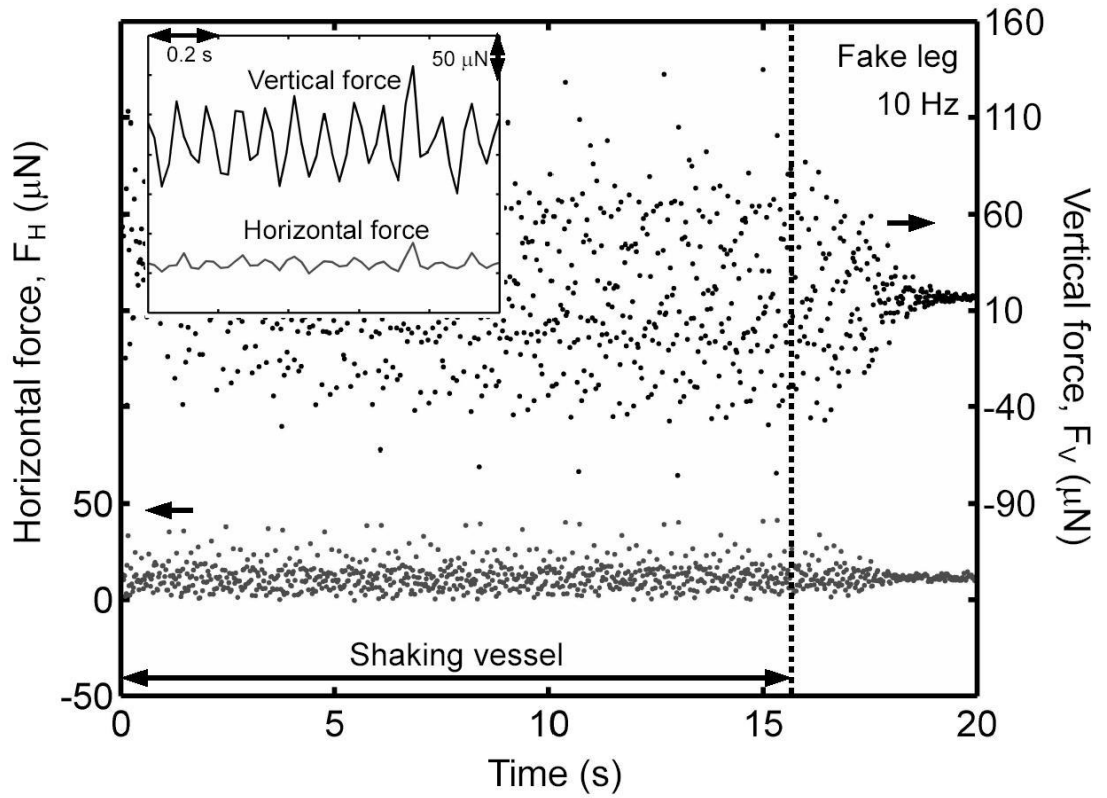 160
0.2 s
50 μN
Fake leg
Vertical force
10 Hz
110
Horizontal force, F_H (μN)
Vertical force, F_V (μN)
60
Horizontal force
10
-40
50
-90
0
Shaking vessel
-50
0
5
10
15
20
Time (s)